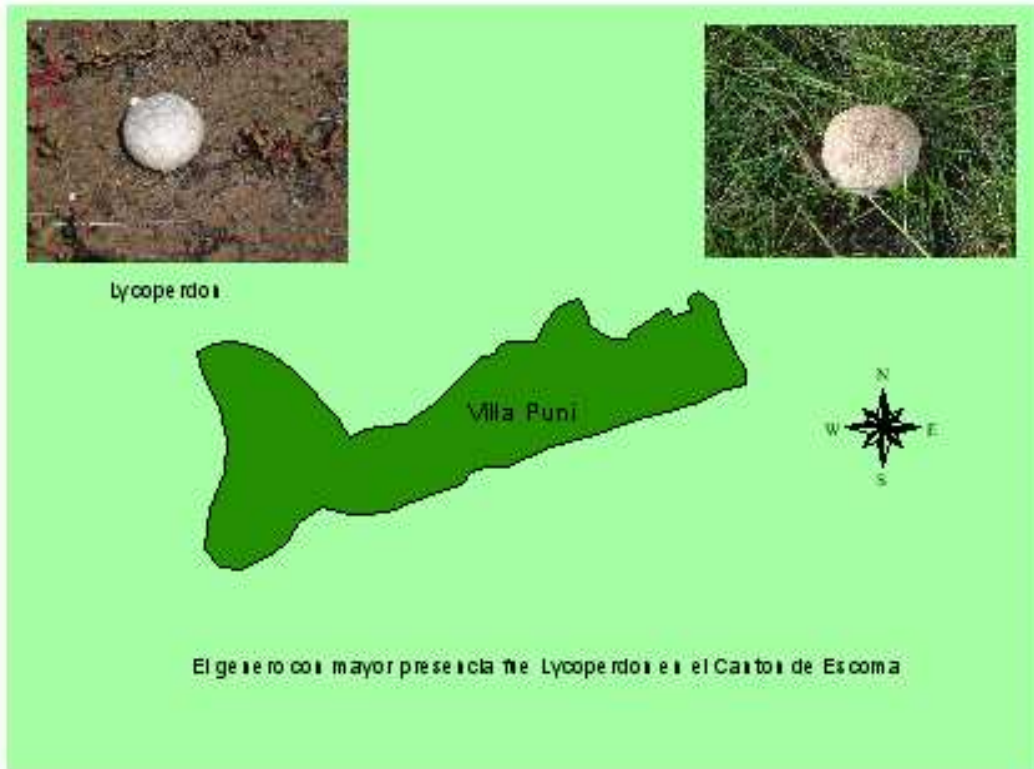 Lycoperdon
Villa Puni
N
W E
S
El genero con mayor presencia fue Lycoperdon en el Canton de Escoma